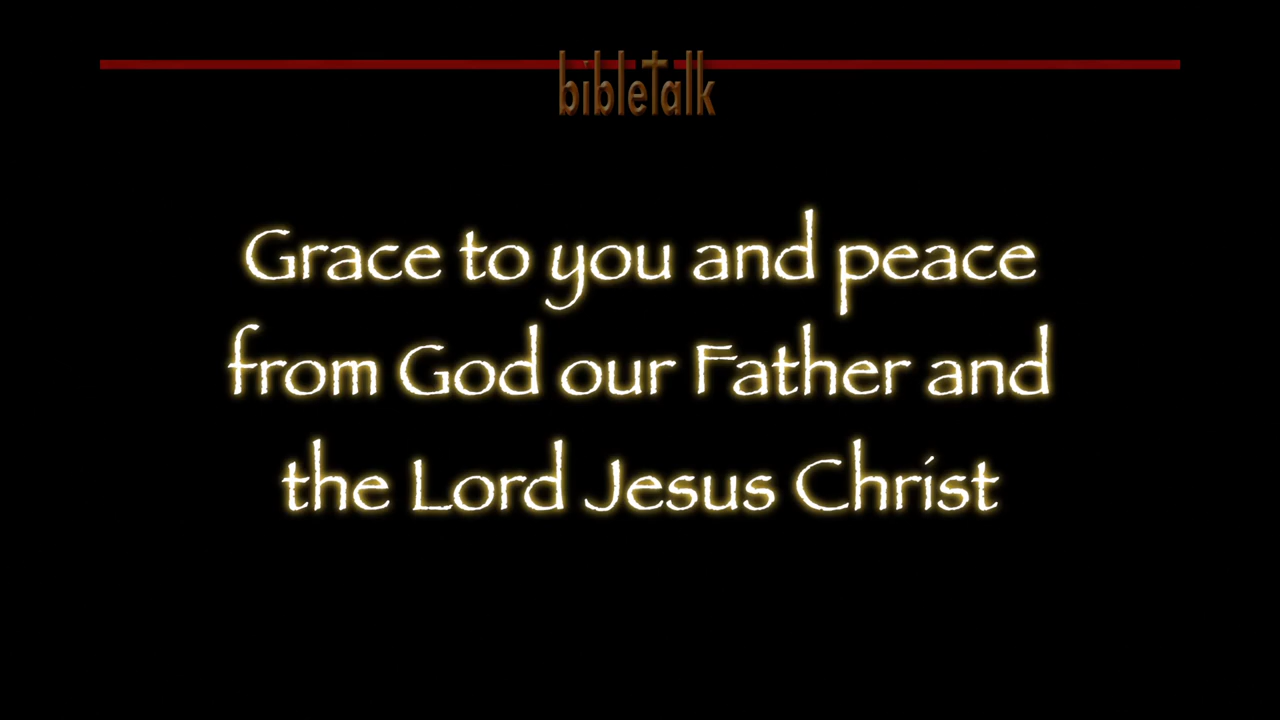 bibleTalk
Grace to you and peace
from God our Father and
the Lord Jesus Christ